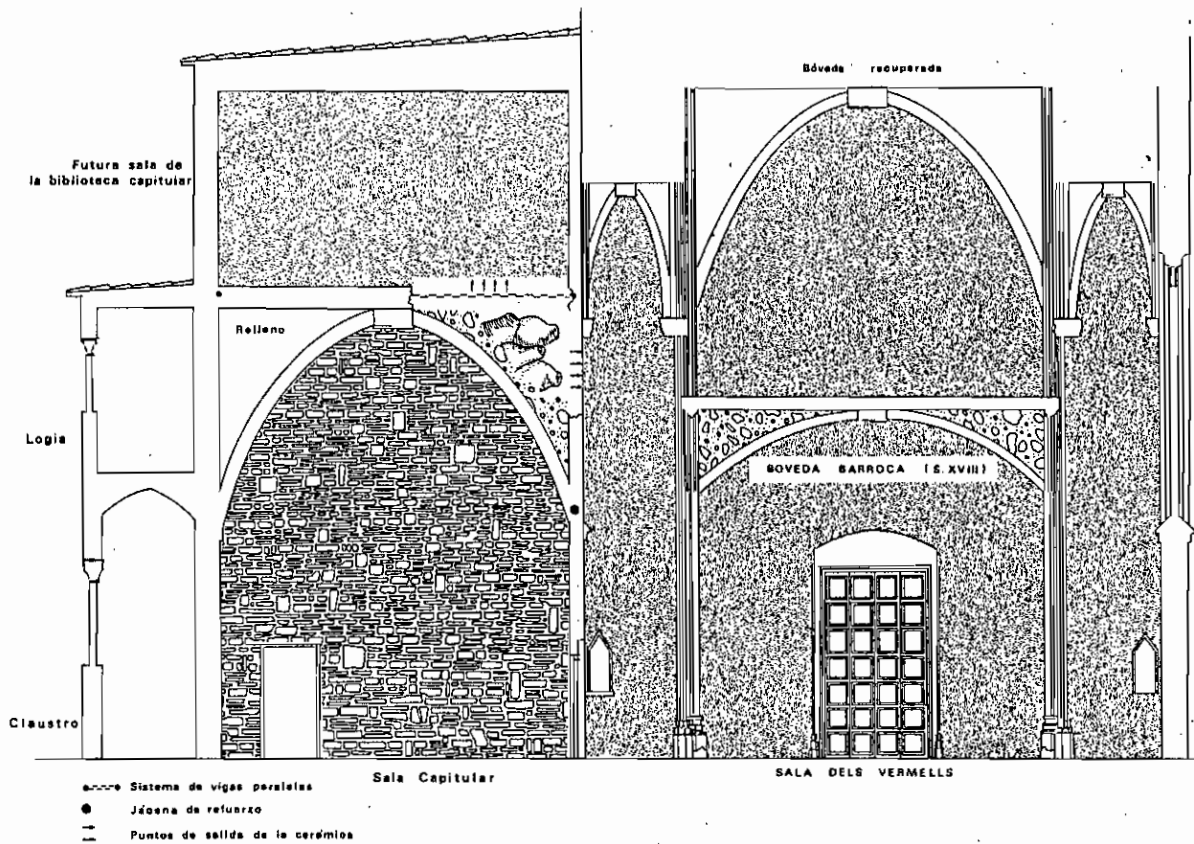 Bóveda recuperada
Futura sala de
la biblioteca capitular
Relleno
Logia
BOVEDA BARROCA (S.XVIII)
Claustro
Sala Capitular
SALA DELS VERMELLS
Sistema de vigas paralelas
Jácena de refuerzo
Puntos de salida de la cerámica